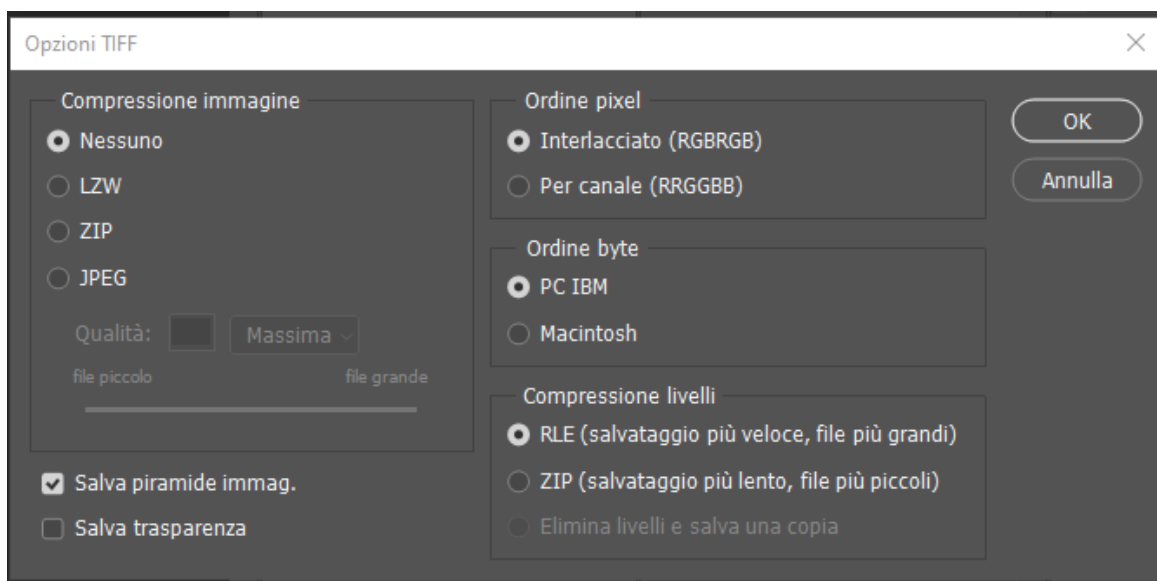 Opzioni TIFF
Compressione immagine
Nessuno
LZW
ZIP
JPEG
Qualità:
Massima
file piccolo
file grande
Salva piramide immag.
Salva trasparenza
Ordine pixel
Interlacciato (RGBRGB)
Per canale (RRGGBB)
Ordine byte
PC IBM
Macintosh
Compressione livelli
RLE (salvataggio più veloce, file più grandi)
ZIP (salvataggio più lento, file più piccoli)
Elimina livelli e salva una copia
OK
Annulla